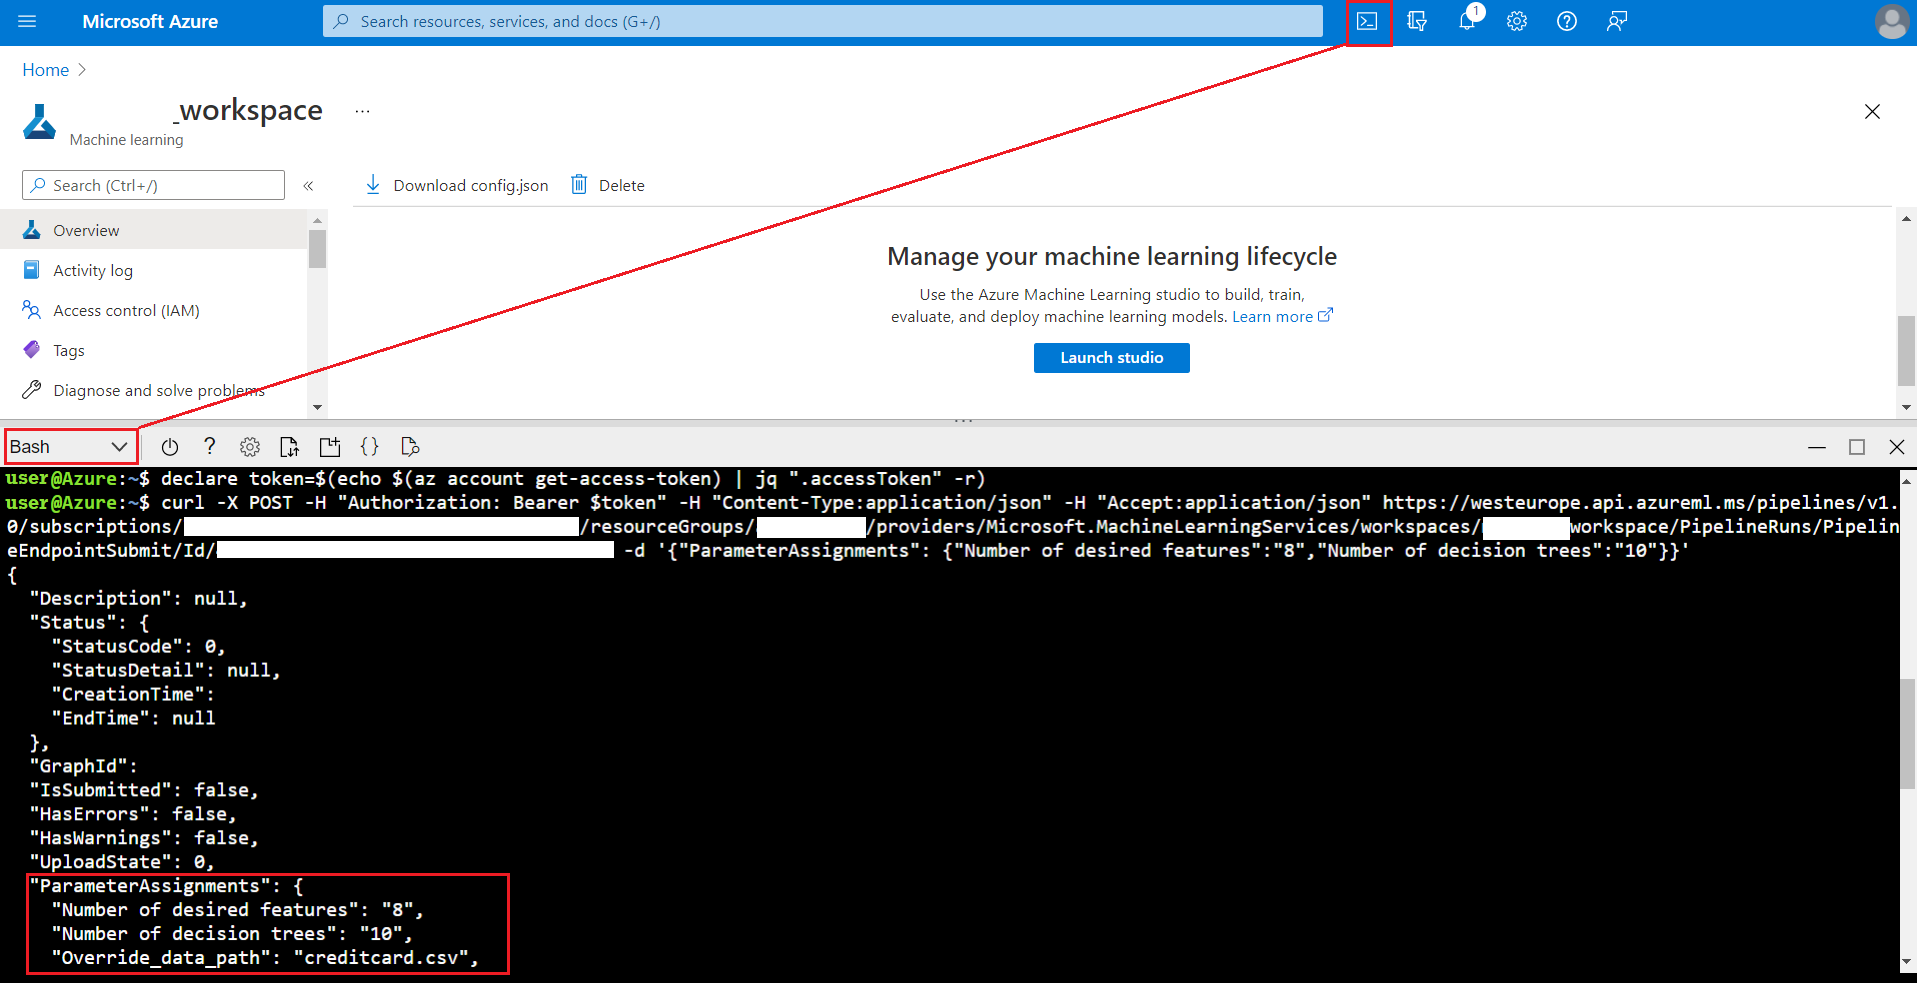 Microsoft Azure
Search resources, services, and docs (G+/)
1
Home
_workspace
...
Machine learning
Search (Ctrl+/)
«
Download config.json
Delete
Overview
Activity log
Access control (IAM)
Tags
Diagnose and solve problems
Manage your machine learning lifecycle
Use the Azure Machine Learning studio to build, train,
evaluate, and deploy machine learning models. Learn more
Launch studio
Bash
?
{}
user@Azure:~$ declare token=$(echo $(az account get-access-token) | jq ".accessToken" -r)
user@Azure:~$ curl -X POST -H "Authorization: Bearer $token" -H "Content-Type:application/json" -H "Accept:application/json" https://westeurope.api.azureml.ms/pipelines/v1.
0/subscriptions/ /resourceGroups/ /providers/Microsoft.MachineLearningServices/workspaces/ workspace/PipelineRuns/Pipelin
eEndpointSubmit/Id/ -d '{"ParameterAssignments": {"Number of desired features":"8","Number of decision trees":"10"}}'
{
"Description": null,
"Status": {
"StatusCode": 0,
"StatusDetail": null,
"CreationTime":
"EndTime": null
},
"GraphId":
"IsSubmitted": false,
"HasErrors": false,
"HasWarnings": false,
"UploadState": 0,
"ParameterAssignments": {
"Number of desired features": "8",
"Number of decision trees": "10",
"Override_data_path": "creditcard.csv",